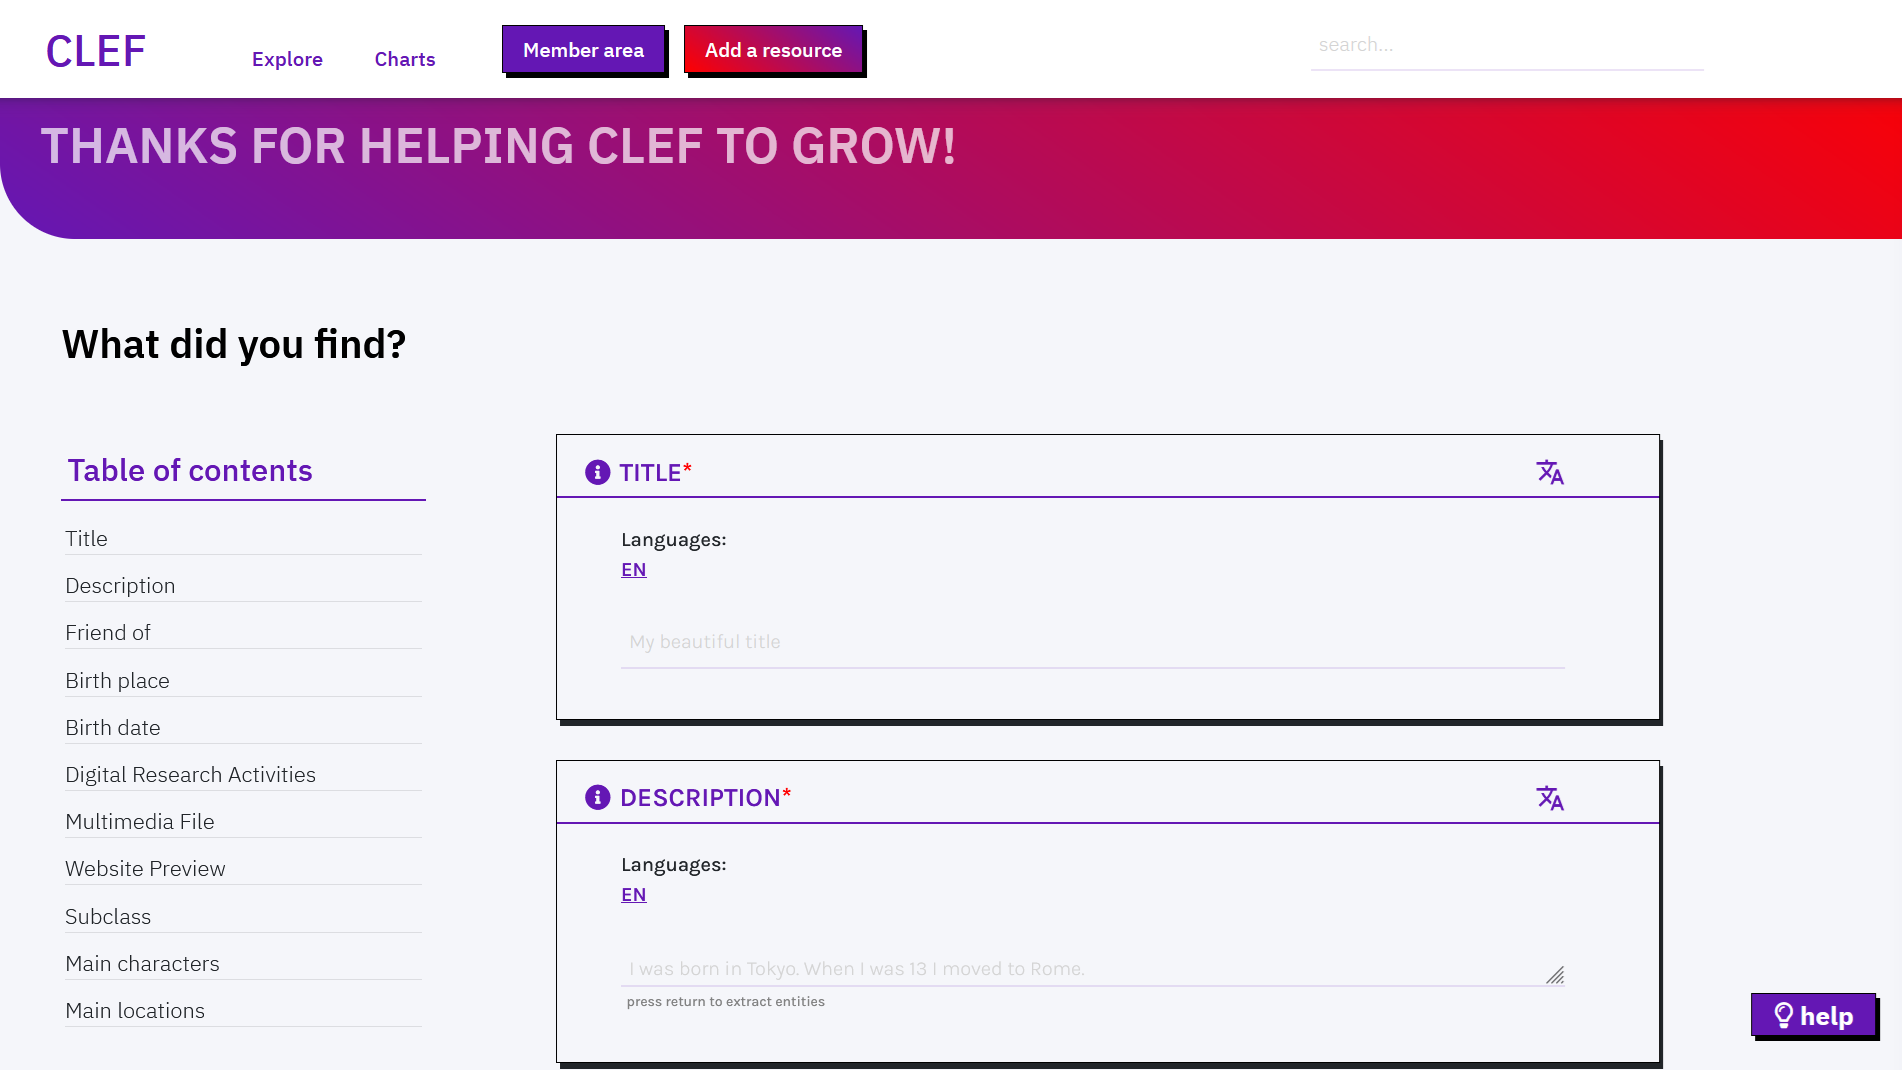 CLEF
Explore
Charts
Member area
Add a resource
search...
THANKS FOR HELPING CLEF TO GROW!
What did you find?
Table of contents
Title
Description
Friend of
Birth place
Birth date
Digital Research Activities
Multimedia File
Website Preview
Subclass
Main characters
Main locations
TITLE*
Languages:
EN
My beautiful title
DESCRIPTION*
Languages:
EN
I was born in Tokyo. When I was 13 I moved to Rome.
press return to extract entities
help